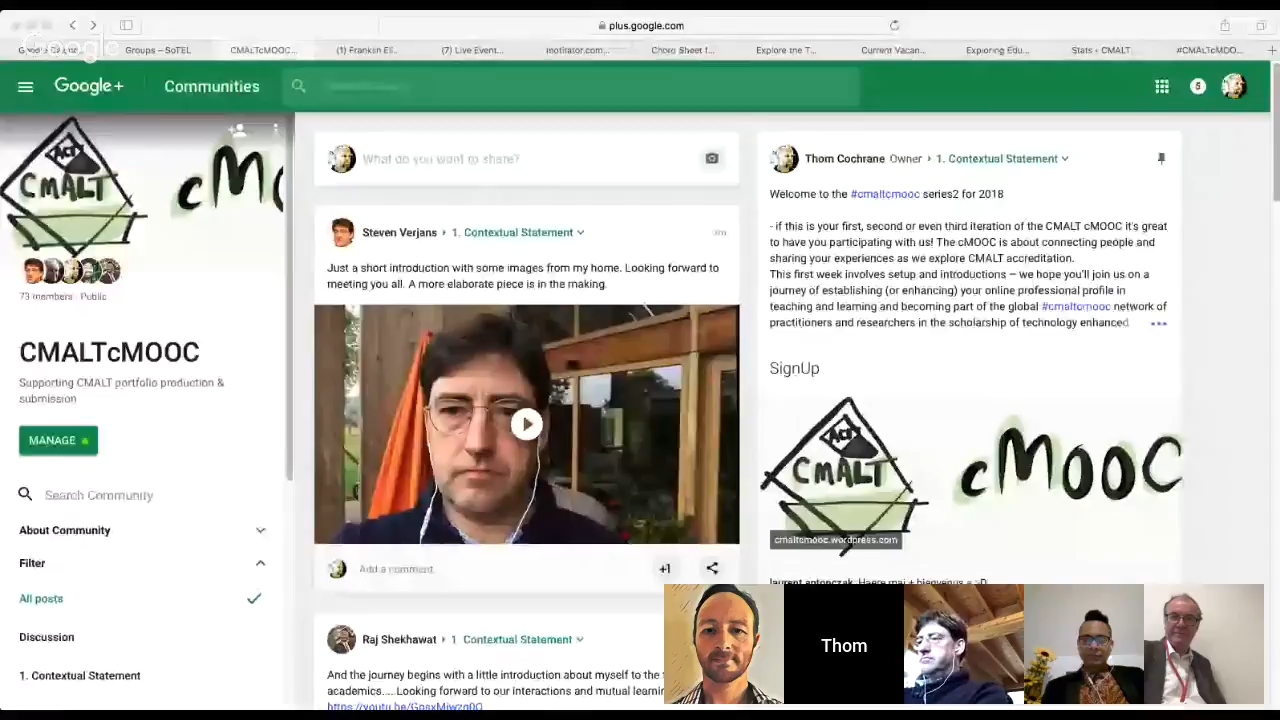 plus.google.com
Groups – SoTEL
CMALTcMOOC...
(1) Franklin Eli...
(7) Live Event...
motitator.com...
Choro Sheet f...
Explore the T...
Current Vacan...
Exploring Edu...
Stats ‹ CMALT...
#CMALTcMOO...
Google+
Communities
What do you want to share?
Thom Cochrane Owner › 1. Contextual Statement
Welcome to the #cmaltcmooc series2 for 2018
- if this is your first, second or even third iteration of the CMALT cMOOC it's great
to have you participating with us! The cMOOC is about connecting people and
sharing your experiences as we explore CMALT accreditation.
This first week involves setup and introductions – we hope you'll join us on a
journey of establishing (or enhancing) your online professional profile in
teaching and learning and becoming part of the global #cmaltcmooc network of
practitioners and researchers in the scholarship of technology enhanced
SignUp
ACT
CMALT
cMOOC
cmaltcmooc.wordpress.com
Steven Verjans › 1. Contextual Statement
Just a short introduction with some images from my home. Looking forward to
meeting you all. A more elaborate piece is in the making.
Add a comment
+1
Raj Shekhawat › 1 Contextual Statement
And the journey begins with a little introduction about myself to the
academics.....Looking forward to our interactions and mutual learnin
ACT
CMALT
73 members · Public
CMALTcMOOC
Supporting CMALT portfolio production &
submission
MANAGE
Search Community
About Community
Filter
All posts
Discussion
1. Contextual Statement
Thom